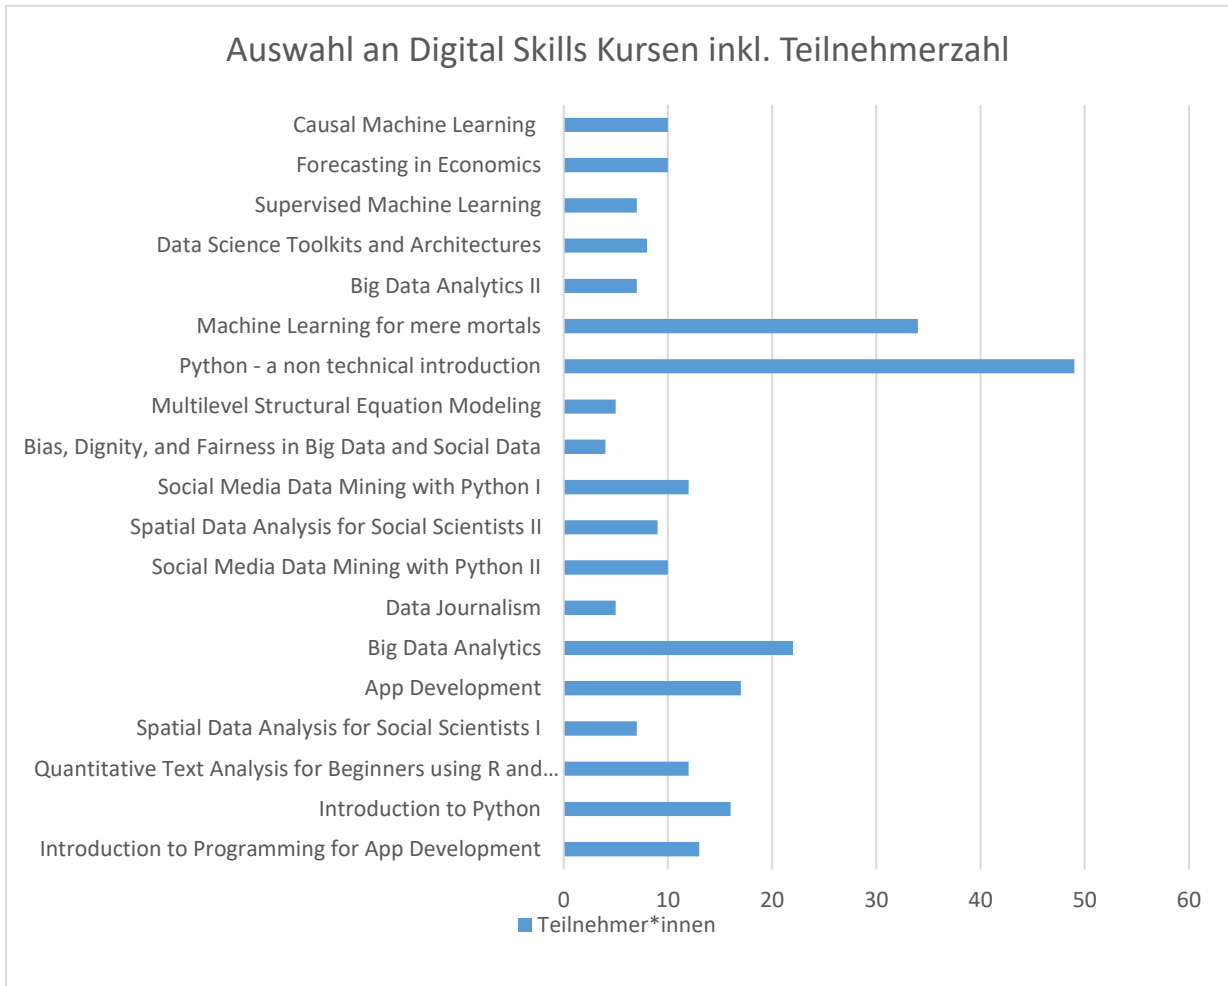 Auswahl an Digital Skills Kursen inkl. Teilnehmerzahl
Causal Machine Learning
Forecasting in Economics
Supervised Machine Learning
Data Science Toolkits and Architectures
Big Data Analytics II
Machine Learning for mere mortals
Python - a non technical introduction
Multilevel Structural Equation Modeling
Bias, Dignity, and Fairness in Big Data and Social Data
Social Media Data Mining with Python I
Spatial Data Analysis for Social Scientists II
Social Media Data Mining with Python II
Data Journalism
Big Data Analytics
App Development
Spatial Data Analysis for Social Scientists I
Quantitative Text Analysis for Beginners using R and...
Introduction to Python
Introduction to Programming for App Development
0 10 20 30 40 50 60
Teilnehmer*innen